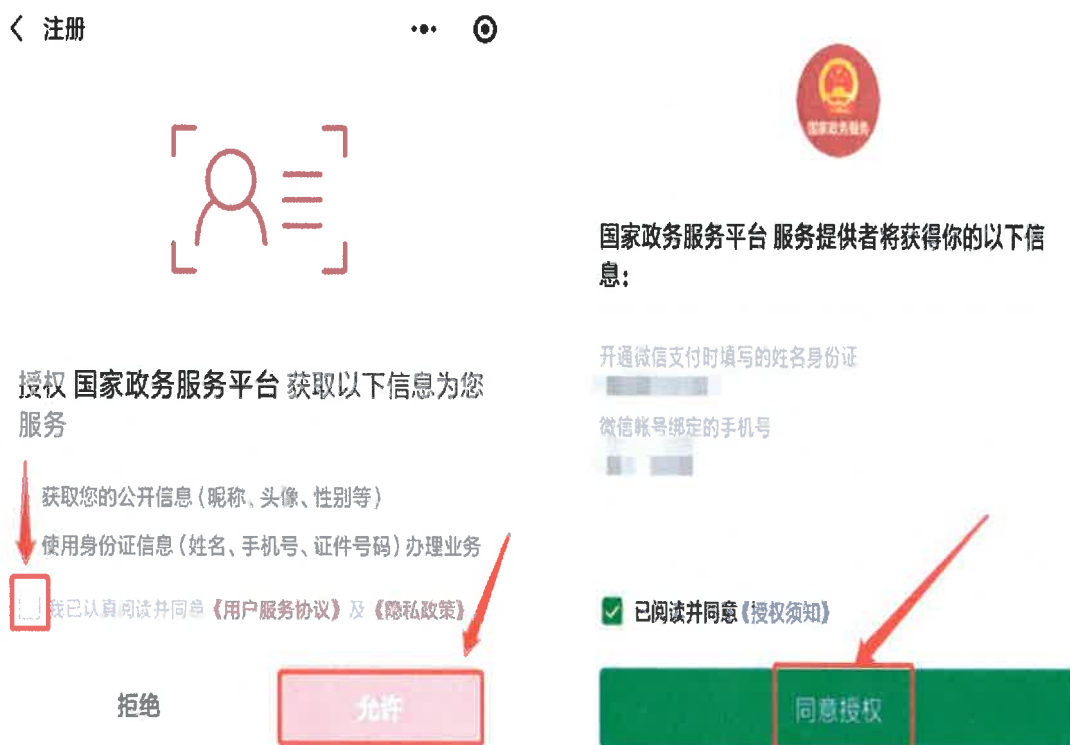 注册
授权 国家政务服务平台 获取以下信息为您
服务
获取您的公开信息（昵称、头像、性别等）
使用身份证信息（姓名、手机号、证件号码）办理业务
我已认真阅读并同意《用户服务协议》及《隐私政策》
拒绝
允许
国家政务服务
国家政务服务平台 服务提供者将获得你的以下信
息：
开通微信支付时填写的姓名身份证
微信帐号绑定的手机号
已阅读并同意《授权须知》
同意授权